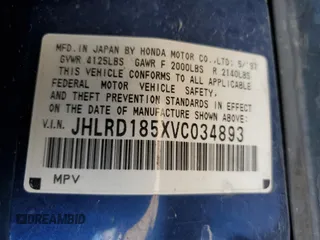 MFD. IN JAPAN BY HONDA MOTOR CO.,LTD: 5/'97
GVWR 4125LBS GAWR F 2000LBS R 2140LBS
THIS VEHICLE CONFORMS TO ALL APPLICABLE
FEDERAL MOTOR VEHICLE SAFETY,
AND THEFT PREVENTION STANDARDS IN EFFECT
ON THE DATE OF MANUFACTURE SHOWN ABOVE.
V.I.N. JHLRD185XVC034893
MPV
DREAMBID